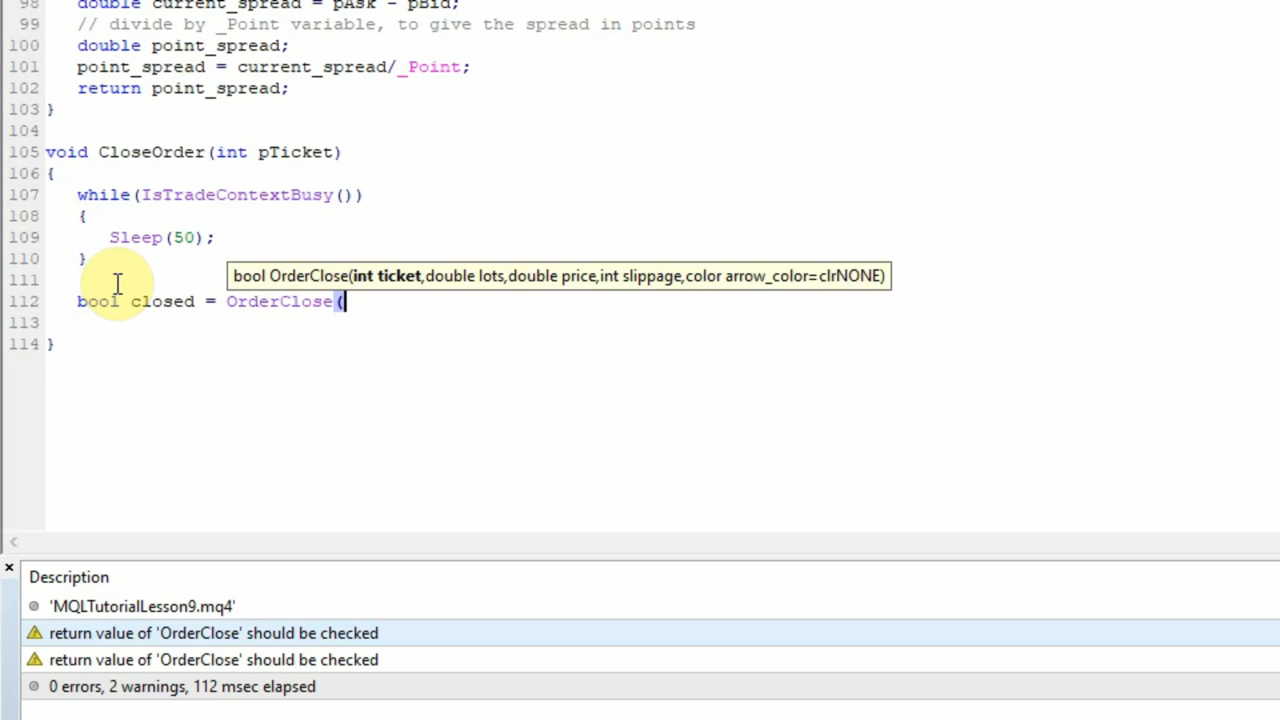 98 double current_spread = pAsk - pBid;
99 // divide by _Point variable, to give the spread in points
100 double point_spread;
101 point_spread = current_spread/_Point;
102 return point_spread;
103 }
104
105 void CloseOrder(int pTicket)
106 {
107 while(IsTradeContextBusy())
108 {
109 Sleep(50);
110 }
bool OrderClose(int ticket,double lots,double price,int slippage,color arrow_color=clrNONE)
111
112 bool closed = OrderClose(
113
114 }
Description
'MQLTutorialLesson9.mq4'
return value of 'OrderClose' should be checked
return value of 'OrderClose' should be checked
0 errors, 2 warnings, 112 msec elapsed